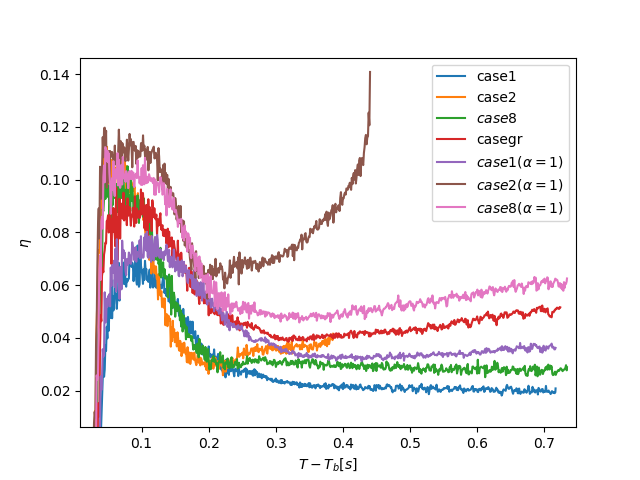 0.14
0.12
0.10
0.08
0.06
0.04
0.02
η
0.1 0.2 0.3 0.4 0.5 0.6 0.7
T − T_b[s]
case1
case2
case8
casegr
case1(α = 1)
case2(α = 1)
case8(α = 1)